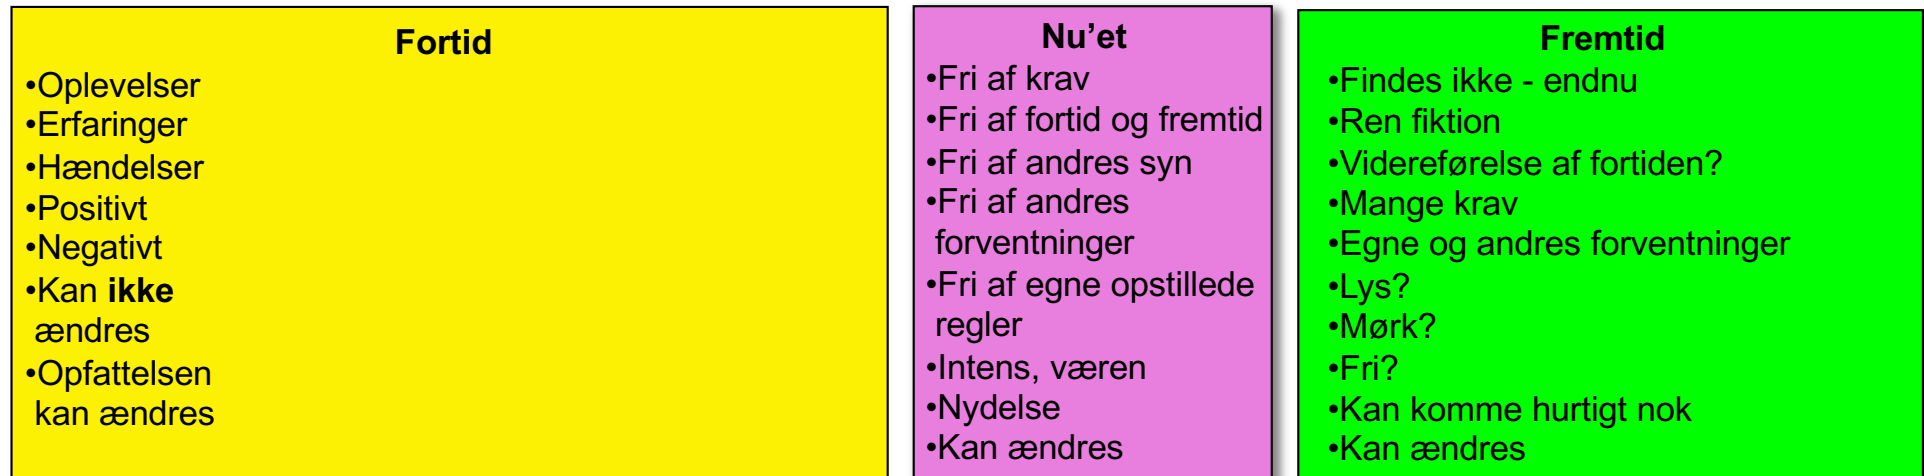 Fortid
•Oplevelser
•Erfaringer
•Hændelser
•Positivt
•Negativt
•Kan ikke
ændres
•Opfattelsen
kan ændres
Nu’et
•Fri af krav
•Fri af fortid og fremtid
•Fri af andres syn
•Fri af andres
forventninger
•Fri af egne opstillede
regler
•Intens, væren
•Nydelse
•Kan ændres
Fremtid
•Findes ikke - endnu
•Ren fiktion
•Videreførelse af fortiden?
•Mange krav
•Egne og andres forventninger
•Lys?
•Mørk?
•Fri?
•Kan komme hurtigt nok
•Kan ændres